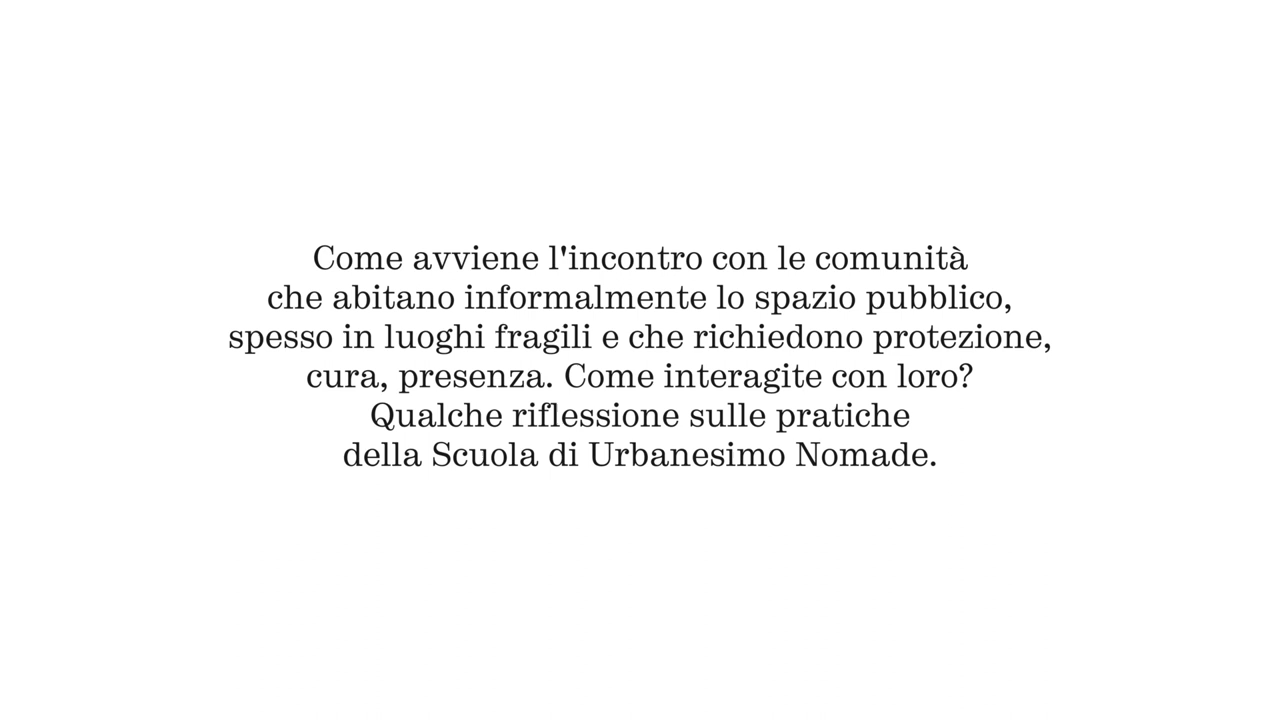 Come avviene l'incontro con le comunità
che abitano informalmente lo spazio pubblico,
spesso in luoghi fragili e che richiedono protezione,
cura, presenza. Come interagite con loro?
Qualche riflessione sulle pratiche
della Scuola di Urbanesimo Nomade.